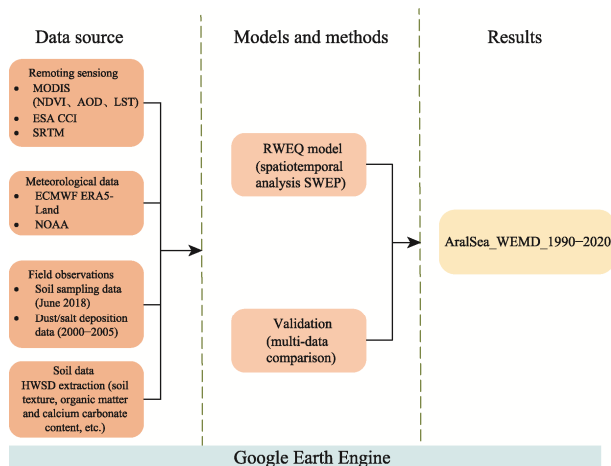 Data source
Models and methods
Results
Remoting sensiong
• MODIS
(NDVI、AOD、LST)
• ESA CCI
• SRTM
Meteorological data
• ECMWF ERA5-
Land
• NOAA
Field observations
• Soil sampling data
(June 2018)
• Dust/salt deposition
data (2000−2005)
Soil data
HWSD extraction (soil
texture, organic matter
and calcium carbonate
content, etc.)
RWEQ model
(spatiotemporal
analysis SWEP)
Validation
(multi-data
comparison)
AralSea_WEMD_1990−2020
Google Earth Engine